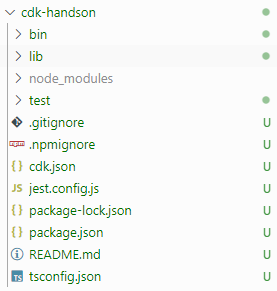 cdk-handson
bin
lib
node_modules
test
.gitignore U
.npmignore U
{} cdk.json U
JS jest.config.js U
{} package-lock.json U
{} package.json U
README.md U
TS tsconfig.json U